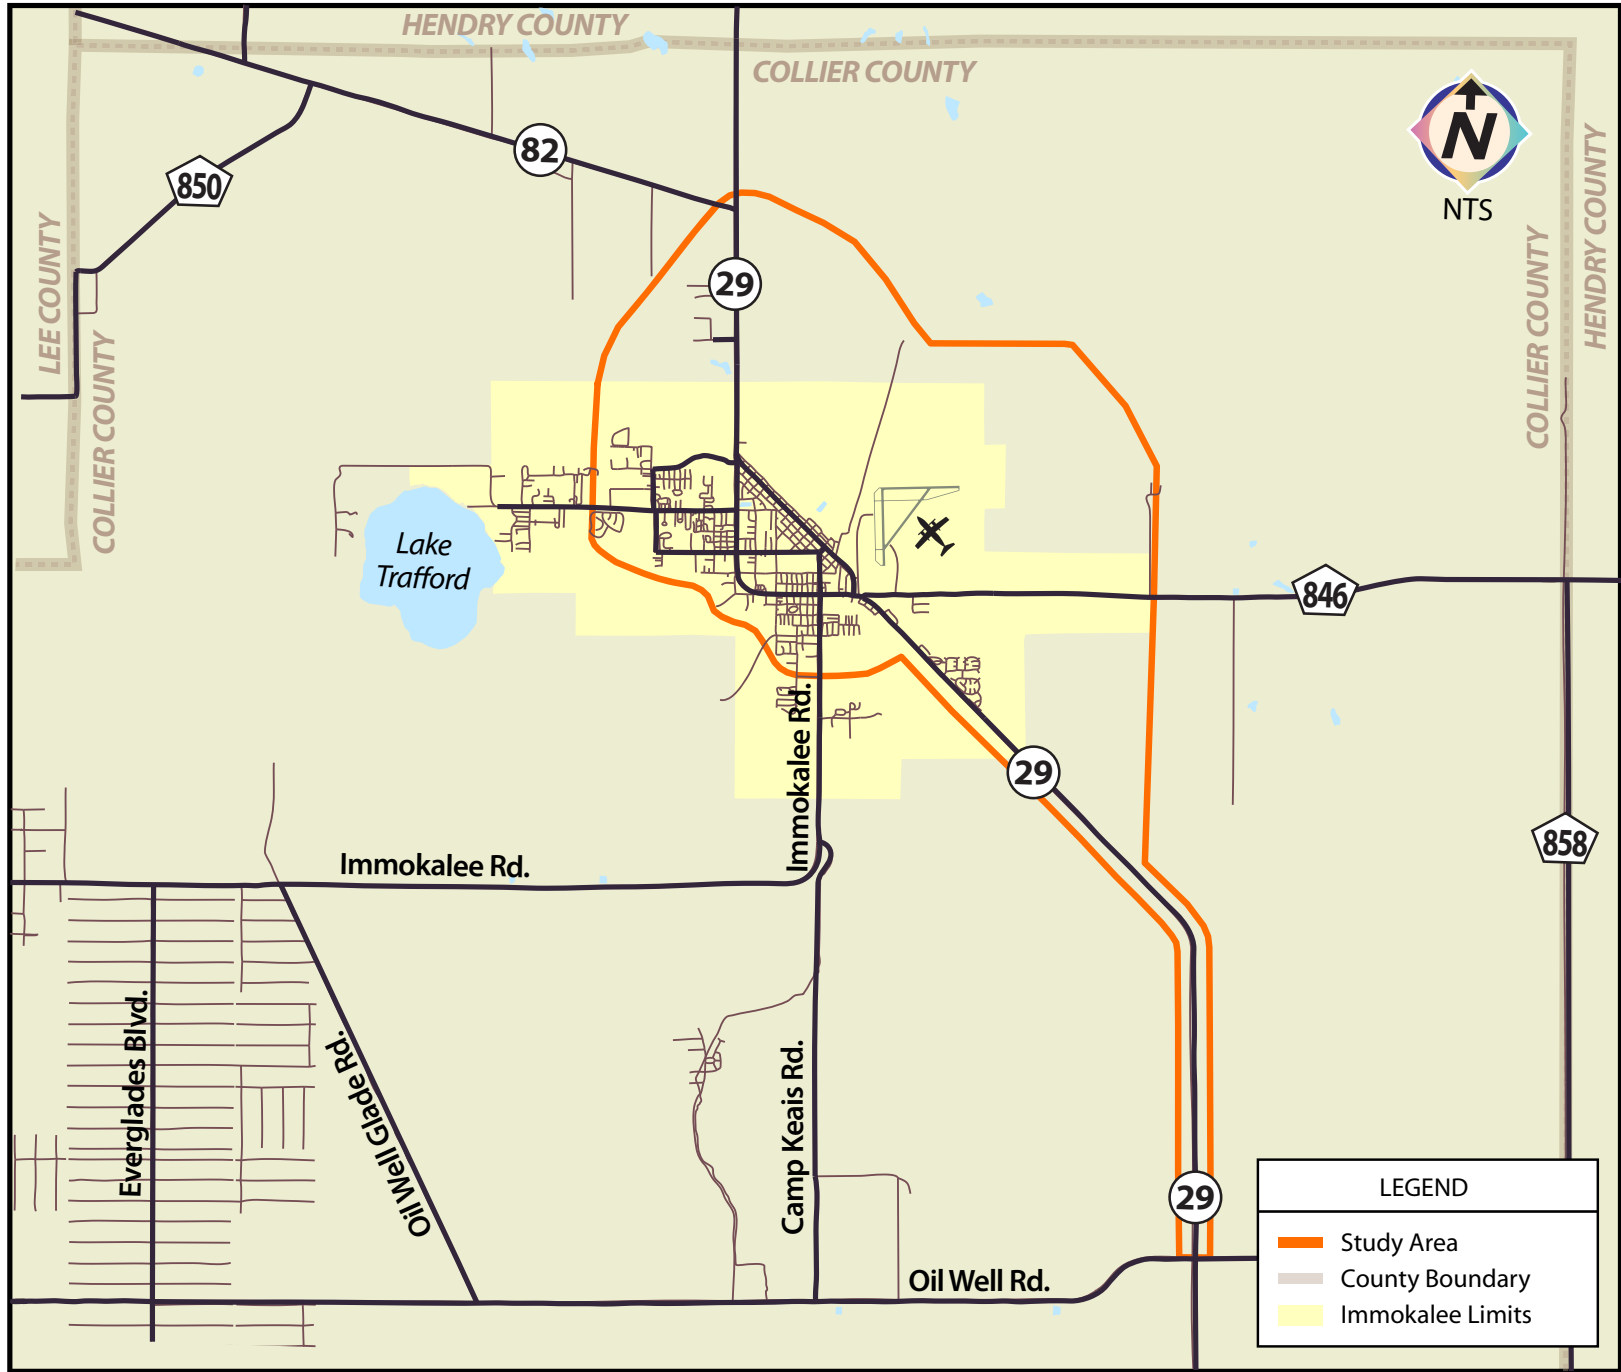 HENDRY COUNTY
COLLIER COUNTY
82
850
N
NTS
29
LEE COUNTY
COLLIER COUNTY
COLLIER COUNTY
HENDRY COUNTY
Lake
Trafford
846
Immokalee Rd.
29
858
Immokalee Rd.
Everglades Blvd.
Oil Well Glade Rd.
Camp Keais Rd.
29
Oil Well Rd.
LEGEND
Study Area
County Boundary
Immokalee Limits